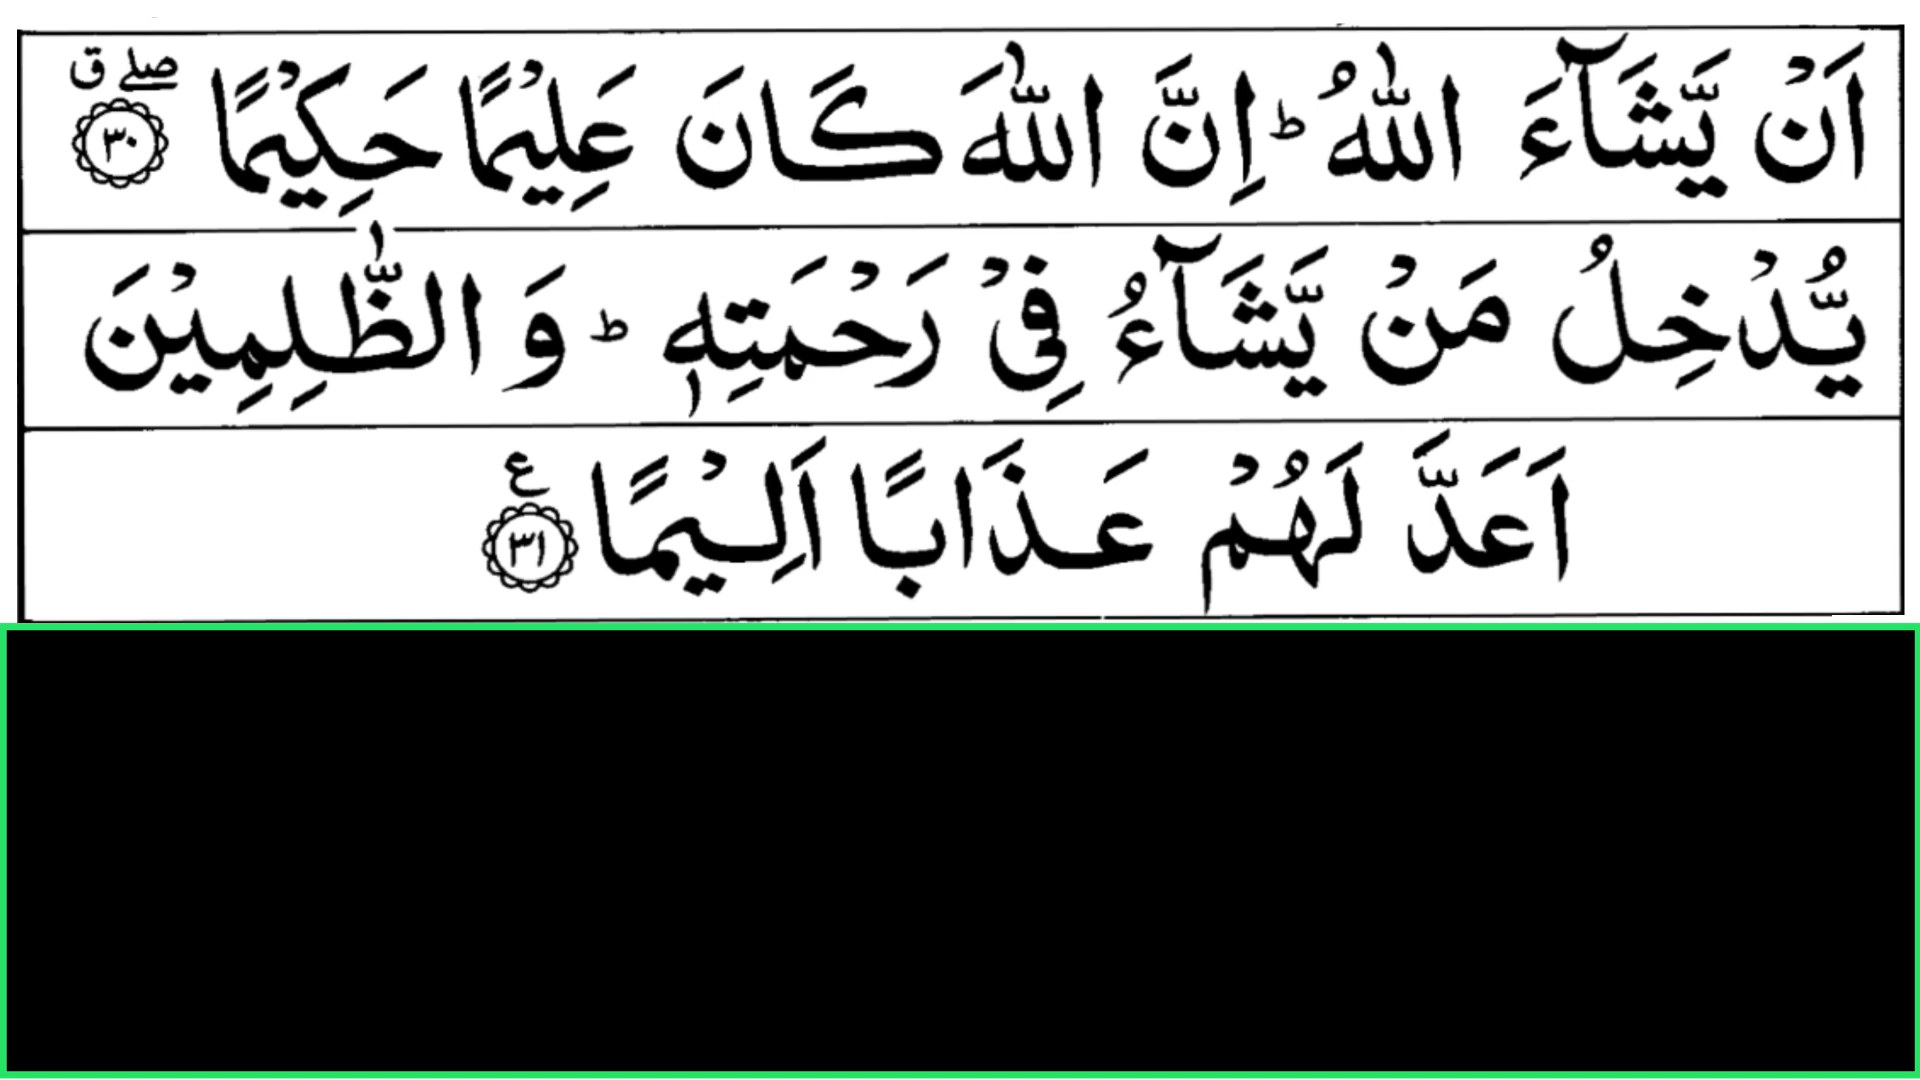 اَنْ يَّشَآءَ اللّٰهُ ؕ اِنَّ اللّٰهَ كَانَ عَلِيْمًا حَكِيْمًا ۝۳۰ صلے ق
يُّدْخِلُ مَنْ يَّشَآءُ فِيْ رَحْمَتِهٖ ؕ وَ الظّٰلِمِيْنَ
اَعَدَّ لَهُمْ عَذَابًا اَلِيْمًا ۝۳۱ ع